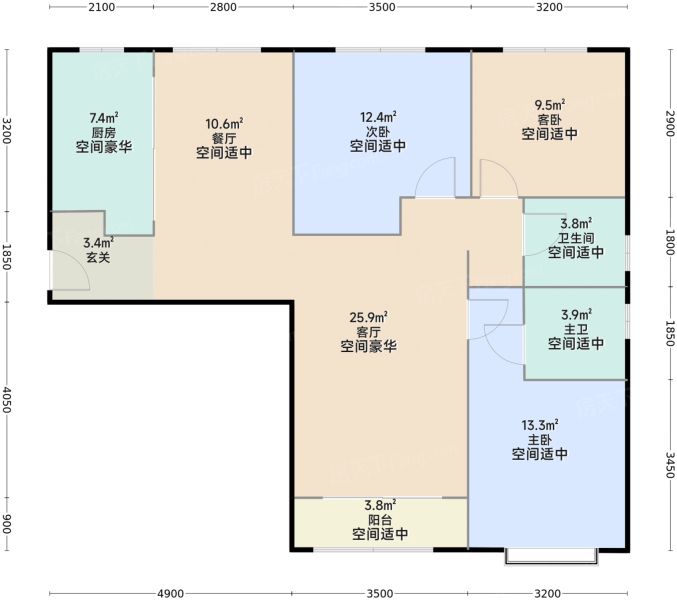 2100 2800 3500 3200
7.4㎡
厨房
空间豪华
10.6㎡
餐厅
空间适中
12.4㎡
次卧
空间适中
9.5㎡
客卧
空间适中
3.4㎡
玄关
3.8㎡
卫生间
空间适中
25.9㎡
客厅
空间豪华
3.9㎡
主卫
空间适中
13.3㎡
主卧
空间适中
3.8㎡
阳台
空间适中
3200
1850
4050
900
2900
1800
1850
3450
4900 3500 3200